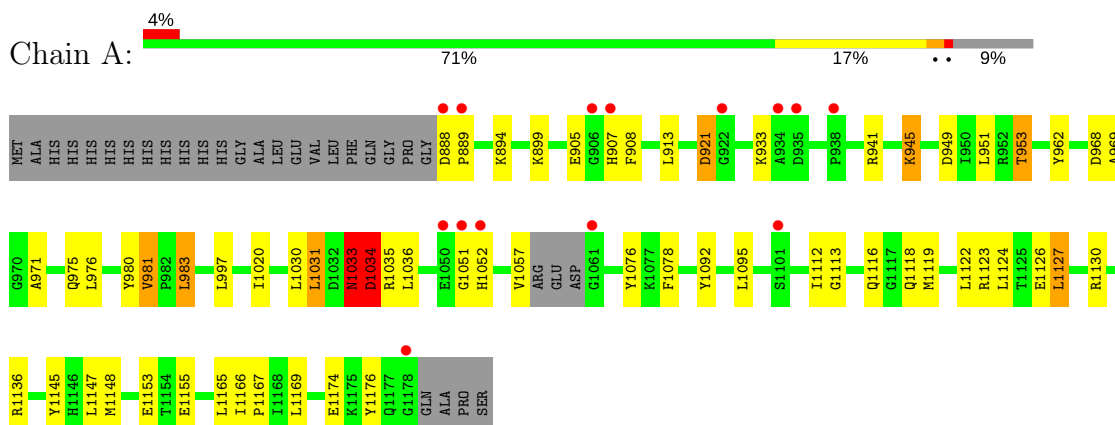 4%
Chain A:
71% 17% • • 9%
MET ALA HIS HIS HIS HIS HIS HIS HIS HIS HIS HIS GLY ALA LEU GLU VAL LEU PHE GLN GLY PRO GLY D888 P889 K894 K899 E905 G906 H907 F908 L913 D921 G922 K933 A934 D935 P938 R941 K945 D949 I950 L951 R952 T953 Y962 D968 A969
G970 A971 Q975 L976 Y980 V981 P982 L983 L997 I1020 L1030 L1031 D1032 N1033 D1034 R1035 L1036 E1050 G1051 H1052 V1057 ARG GLU ASP G1061 Y1076 K1077 F1078 Y1092 L1095 S1101 I1112 G1113 Q1116 G1117 Q1118 M1119 L1122 R1123 L1124 T1125 E1126 L1127 R1130
R1136 Y1145 H1146 L1147 M1148 E1153 T1154 E1155 L1165 I1166 P1167 I1168 L1169 E1174 K1175 Y1176 Q1177 G1178 GLN ALA PRO SER